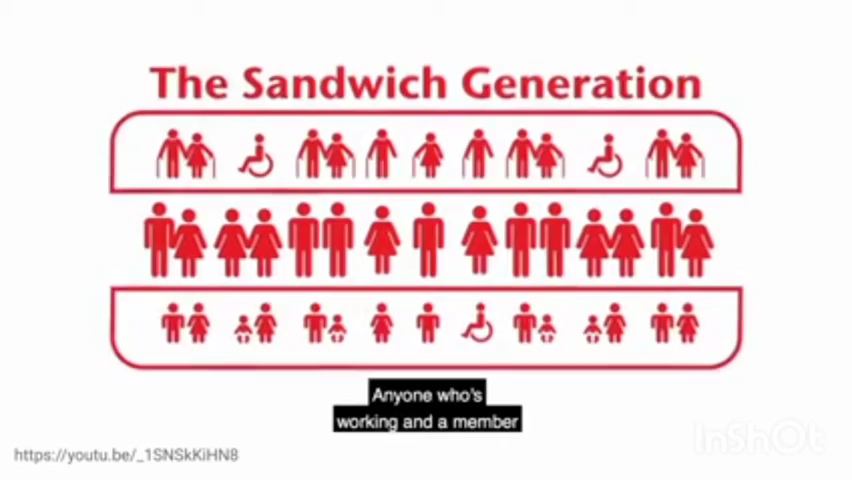 The Sandwich Generation
Anyone who's
working and a member
https://youtu.be/_1SNSkKiHN8
InShOt